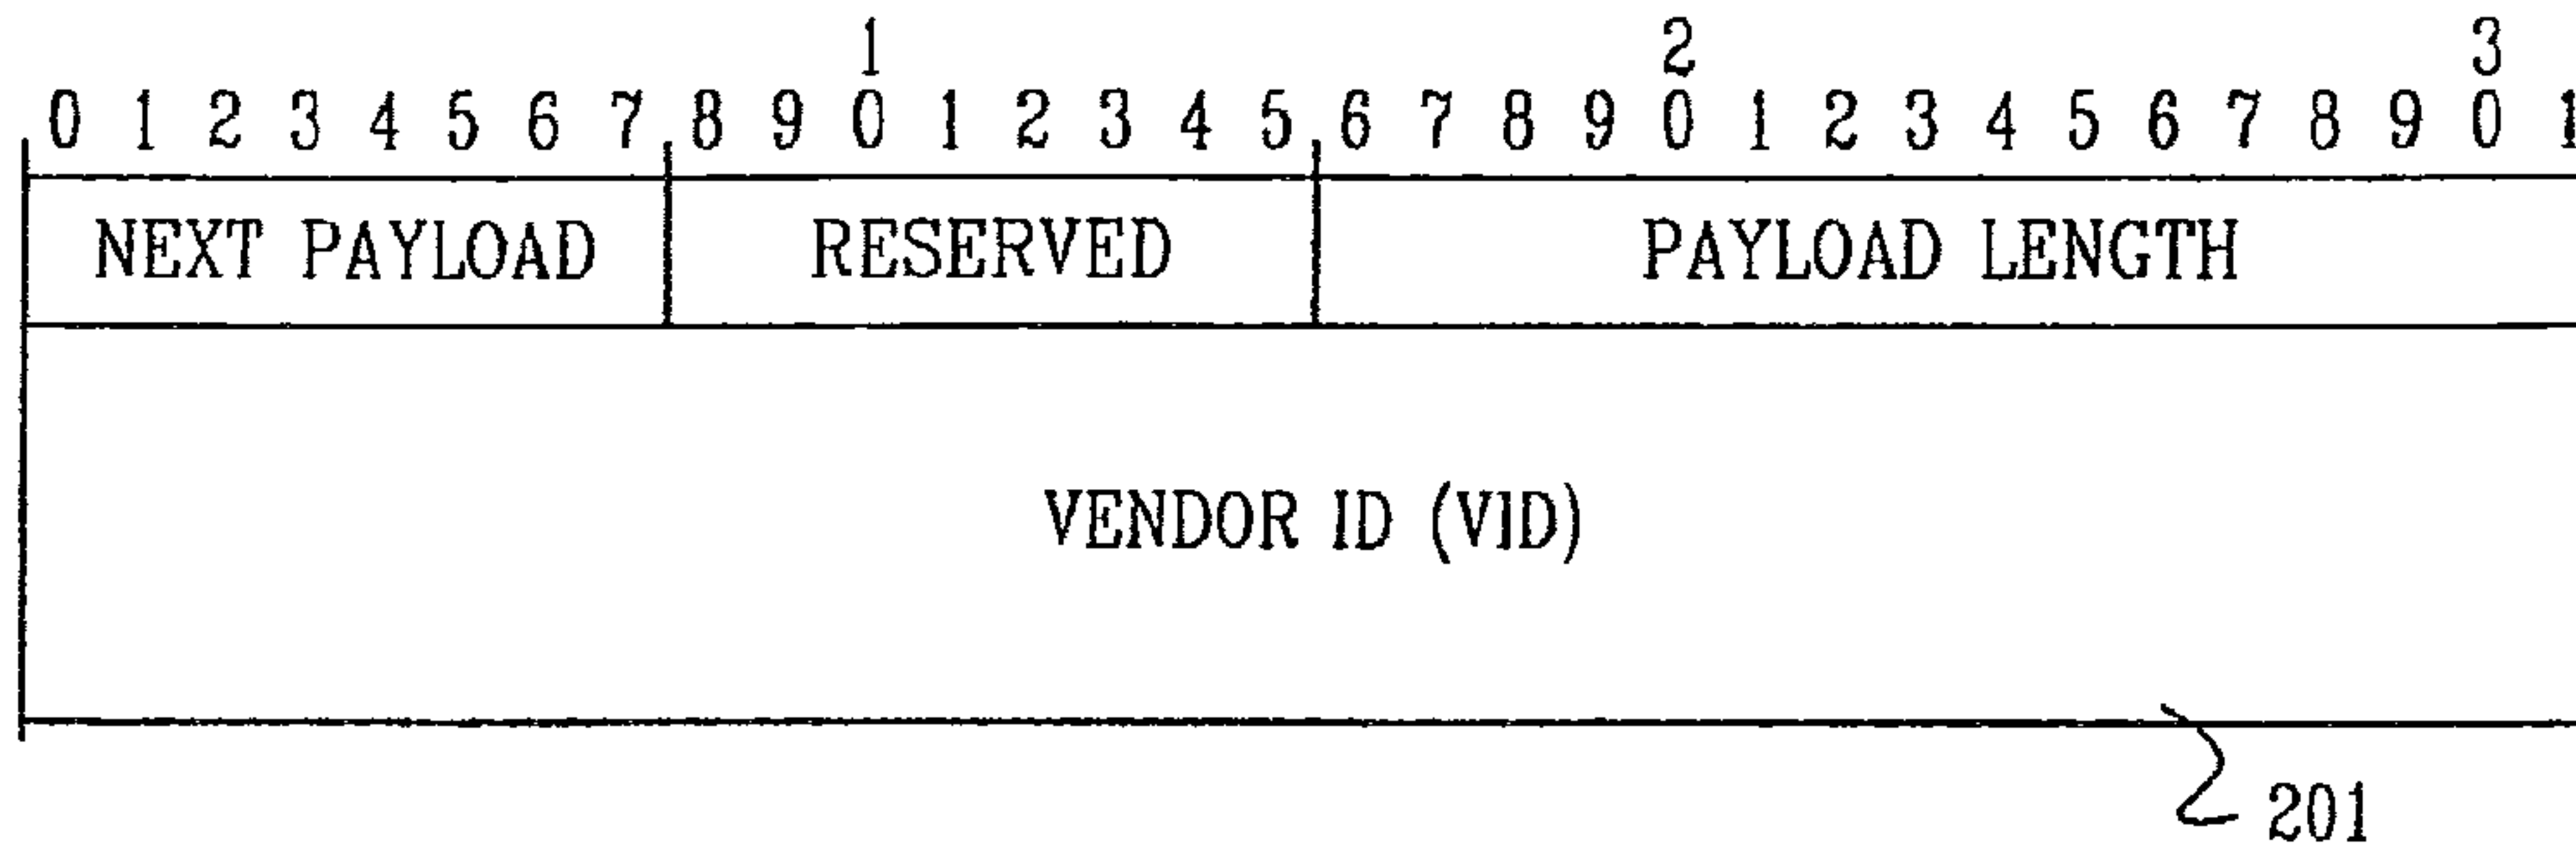 1 2 3
0 1 2 3 4 5 6 7 8 9 0 1 2 3 4 5 6 7 8 9 0 1 2 3 4 5 6 7 8 9 0 1
NEXT PAYLOAD RESERVED PAYLOAD LENGTH
VENDOR ID (VID)
201